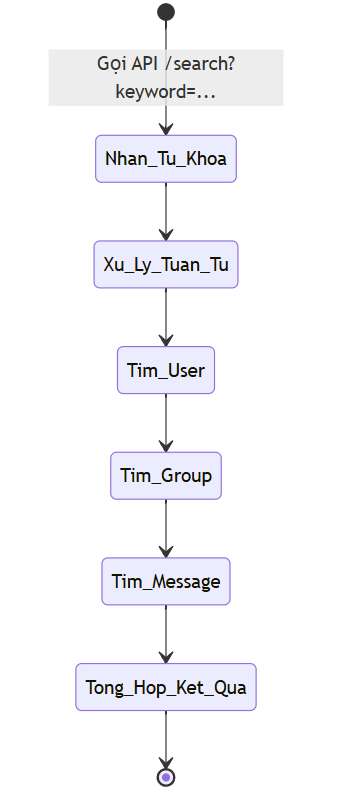 Gọi API /search?
keyword=...
Nhan_Tu_Khoa
Xu_Ly_Tuan_Tu
Tim_User
Tim_Group
Tim_Message
Tong_Hop_Ket_Qua